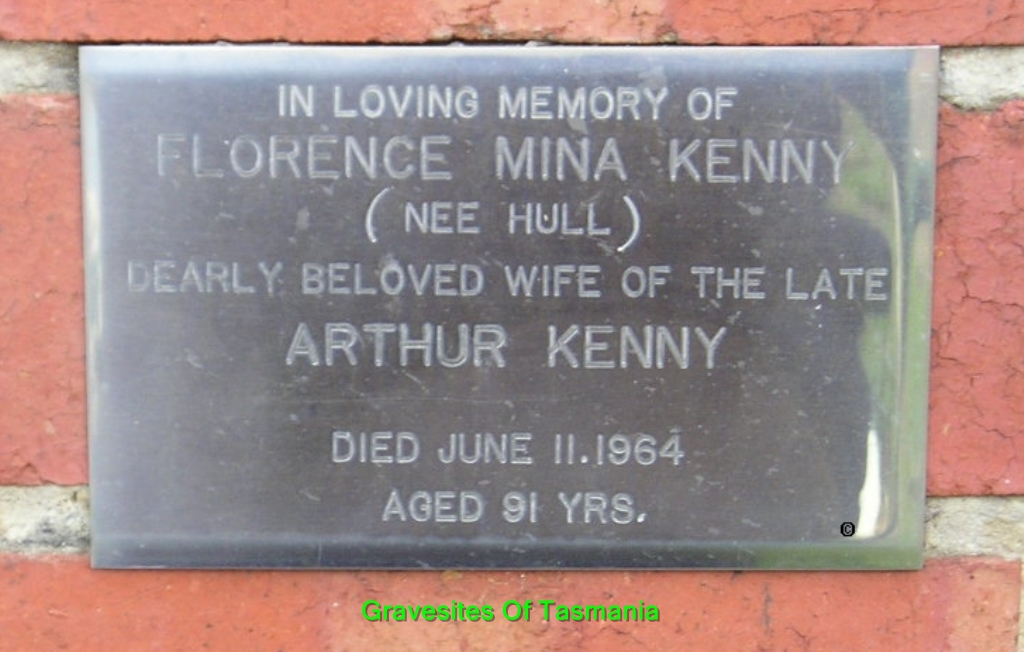 IN LOVING MEMORY OF
FLORENCE MINA KENNY
( NEE HULL )
DEARLY BELOVED WIFE OF THE LATE
ARTHUR KENNY
DIED JUNE 11.1964
AGED 91 YRS.
©
Gravesites Of Tasmania